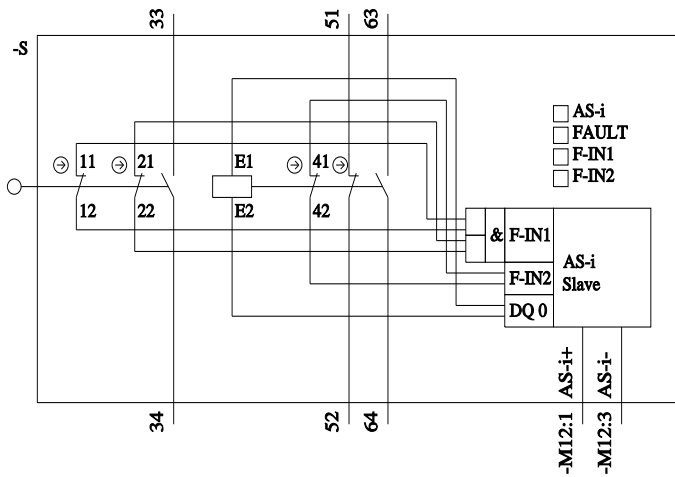 33
51
63
-S
AS-i
FAULT
F-IN1
F-IN2
11
21
E1
41
12
22
E2
42
& F-IN1
F-IN2
DQ 0
AS-i
Slave
34
52
64
-M12:1 AS-i+
-M12:3 AS-i-